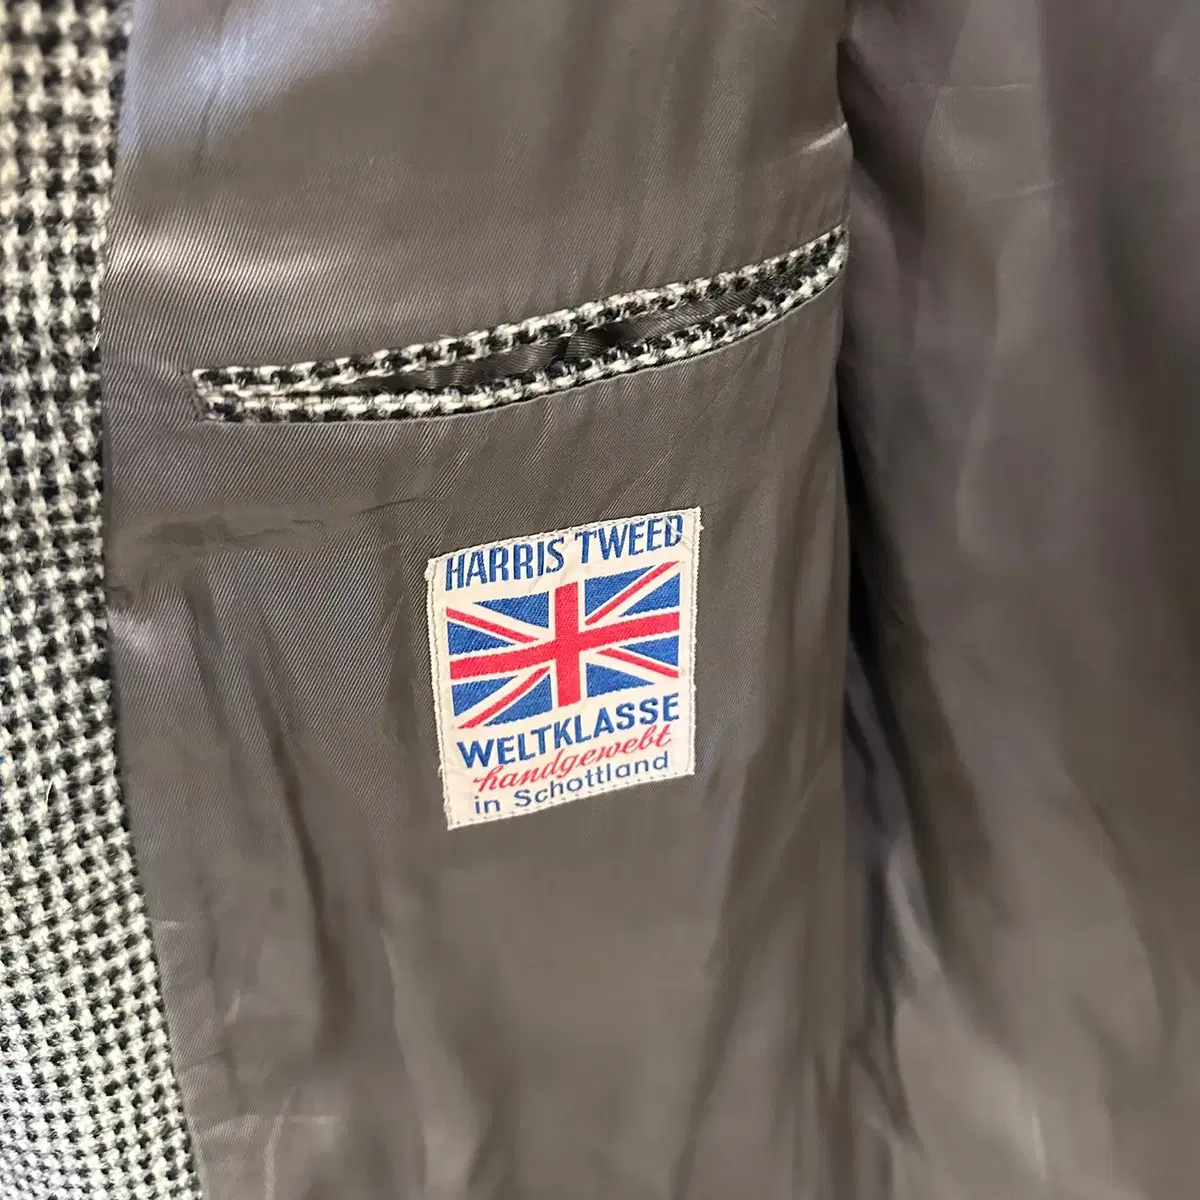 HARRIS TWEED
WELTKLASSE
handgewebt
in Schottland